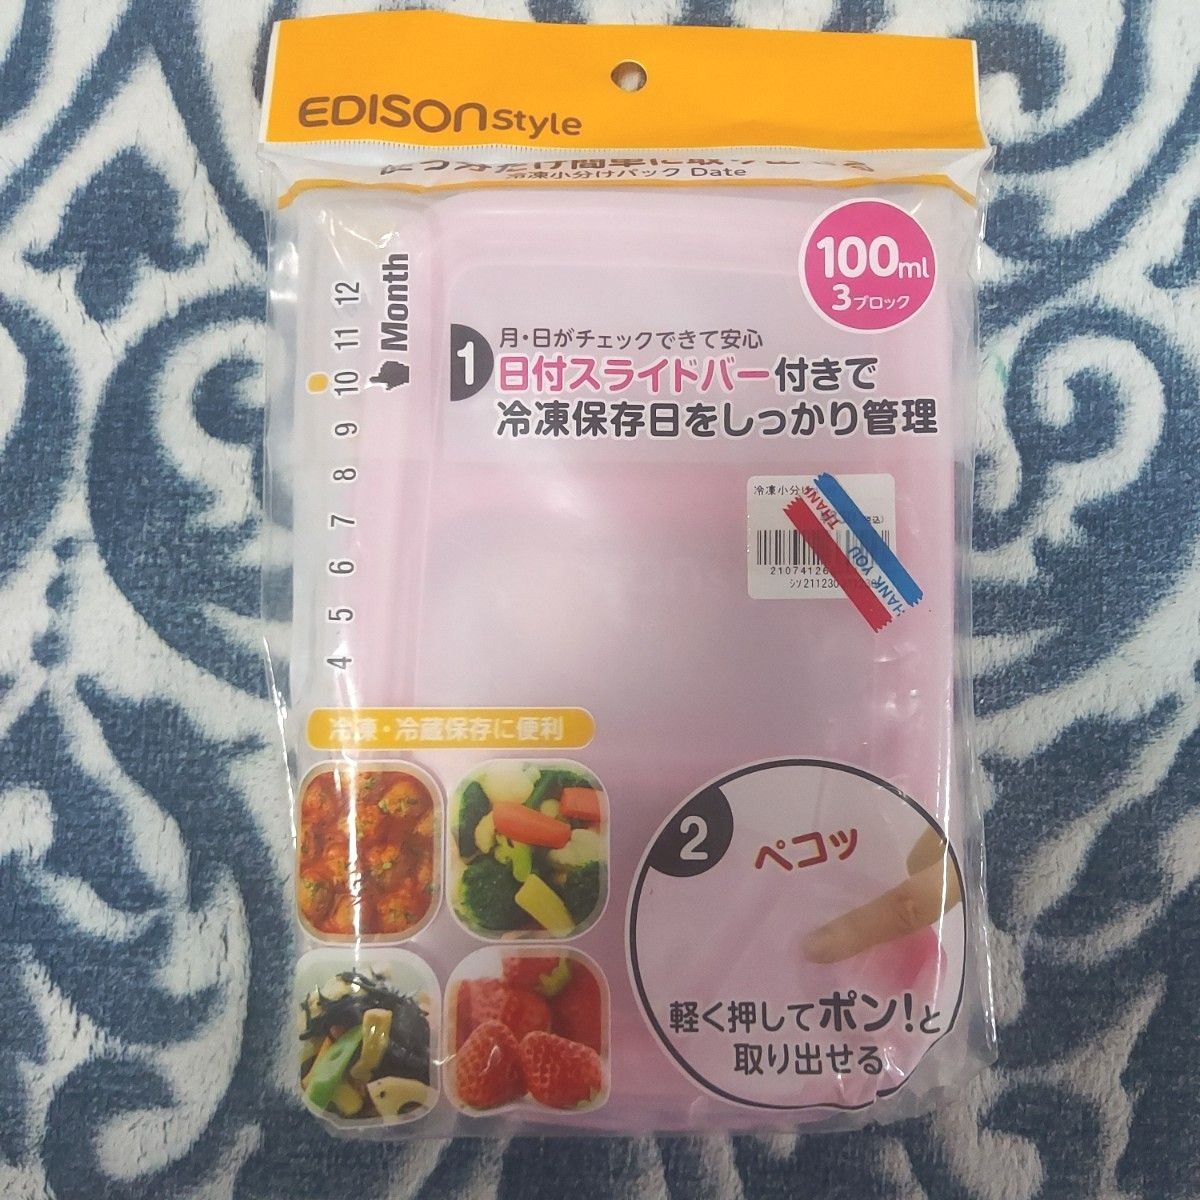 EDISONstyle
冷凍小分けパック Date
100ml
3ブロック
12
11
10
9
8
7
6
5
4
Month
1
月・日がチェックできて安心
日付スライドバー付きで
冷凍保存日をしっかり管理
冷凍小分け
THANK
THANK YOU
冷凍・冷蔵保存に便利
2
ペコッ
軽く押してポン!と
取り出せる